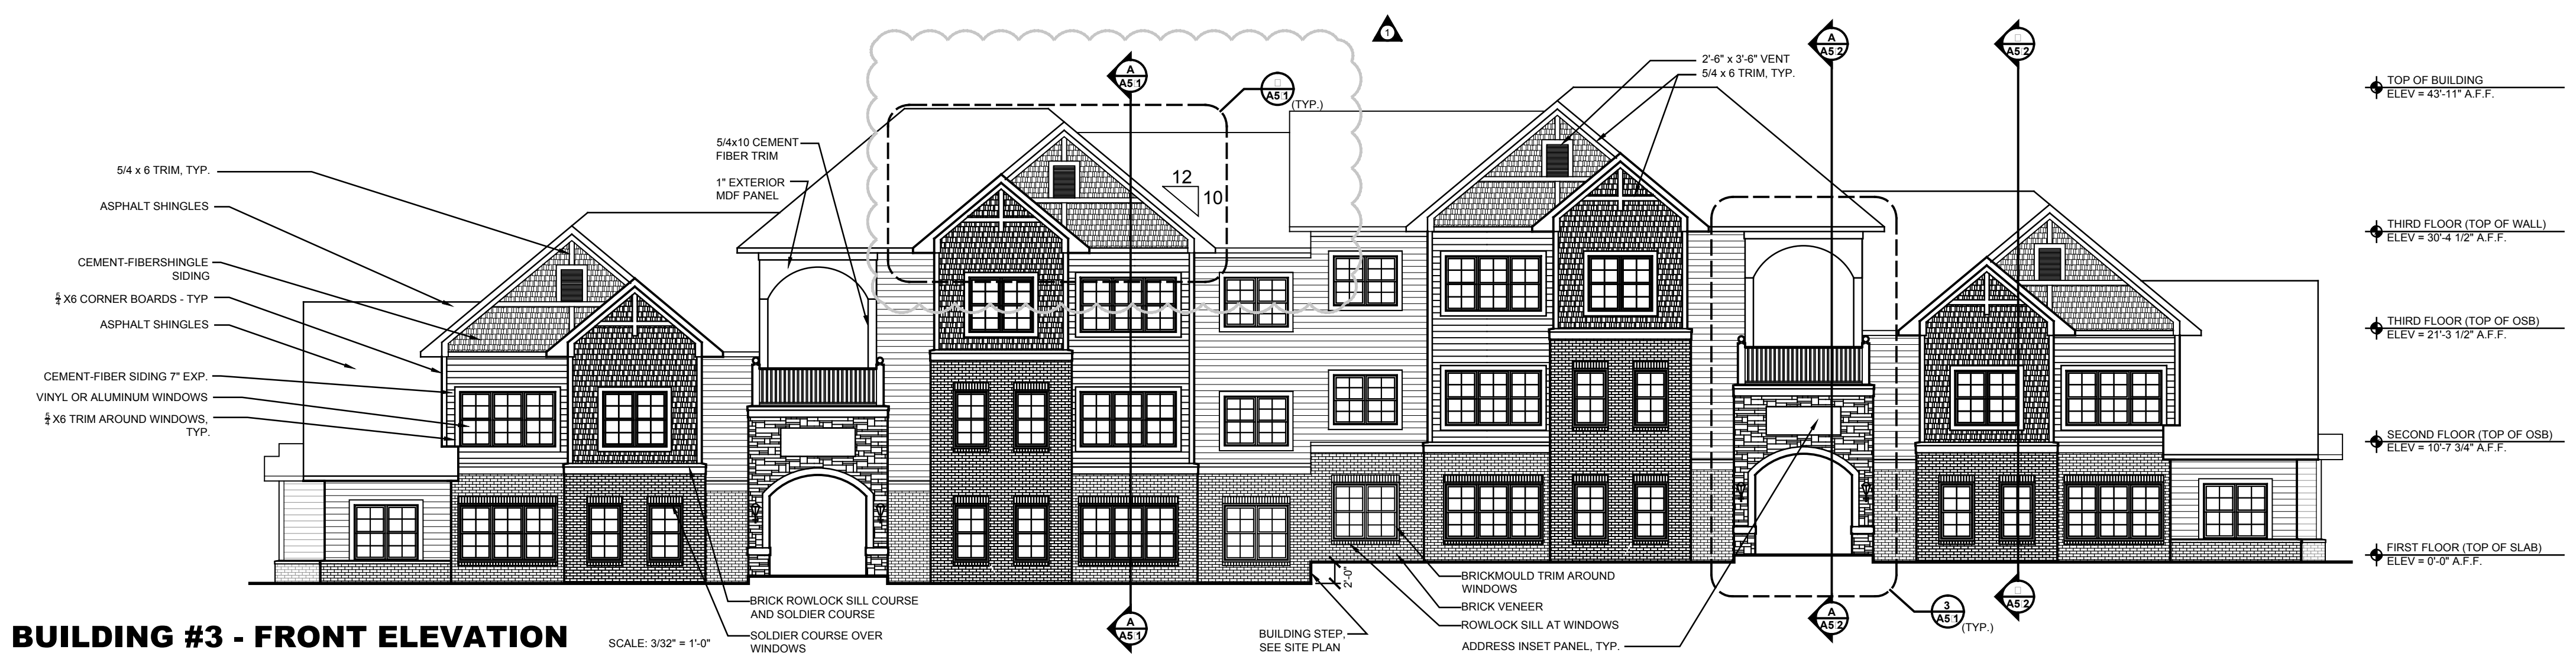 1
A
A5.1
A5.1
(TYP.)
2'-6" x 3'-6" VENT
5/4 x 6 TRIM, TYP.
A
A5.2
A5.2
TOP OF BUILDING
ELEV = 43'-11" A.F.F.
5/4x10 CEMENT
FIBER TRIM
1" EXTERIOR
MDF PANEL
12
10
5/4 x 6 TRIM, TYP.
ASPHALT SHINGLES
CEMENT-FIBERSHINGLE
SIDING
5/4 X6 CORNER BOARDS - TYP
ASPHALT SHINGLES
CEMENT-FIBER SIDING 7" EXP.
VINYL OR ALUMINUM WINDOWS
5/4 X6 TRIM AROUND WINDOWS,
TYP.
THIRD FLOOR (TOP OF WALL)
ELEV = 30'-4 1/2" A.F.F.
THIRD FLOOR (TOP OF OSB)
ELEV = 21'-3 1/2" A.F.F.
SECOND FLOOR (TOP OF OSB)
ELEV = 10'-7 3/4" A.F.F.
FIRST FLOOR (TOP OF SLAB)
ELEV = 0'-0" A.F.F.
2'-0"
BRICK ROWLOCK SILL COURSE
AND SOLDIER COURSE
SOLDIER COURSE OVER
WINDOWS
A
A5.1
BUILDING STEP,
SEE SITE PLAN
BRICKMOULD TRIM AROUND
WINDOWS
BRICK VENEER
ROWLOCK SILL AT WINDOWS
ADDRESS INSET PANEL, TYP.
A
A5.2
3
A5.1
(TYP.)
A5.2
BUILDING #3 - FRONT ELEVATION
SCALE: 3/32" = 1'-0"